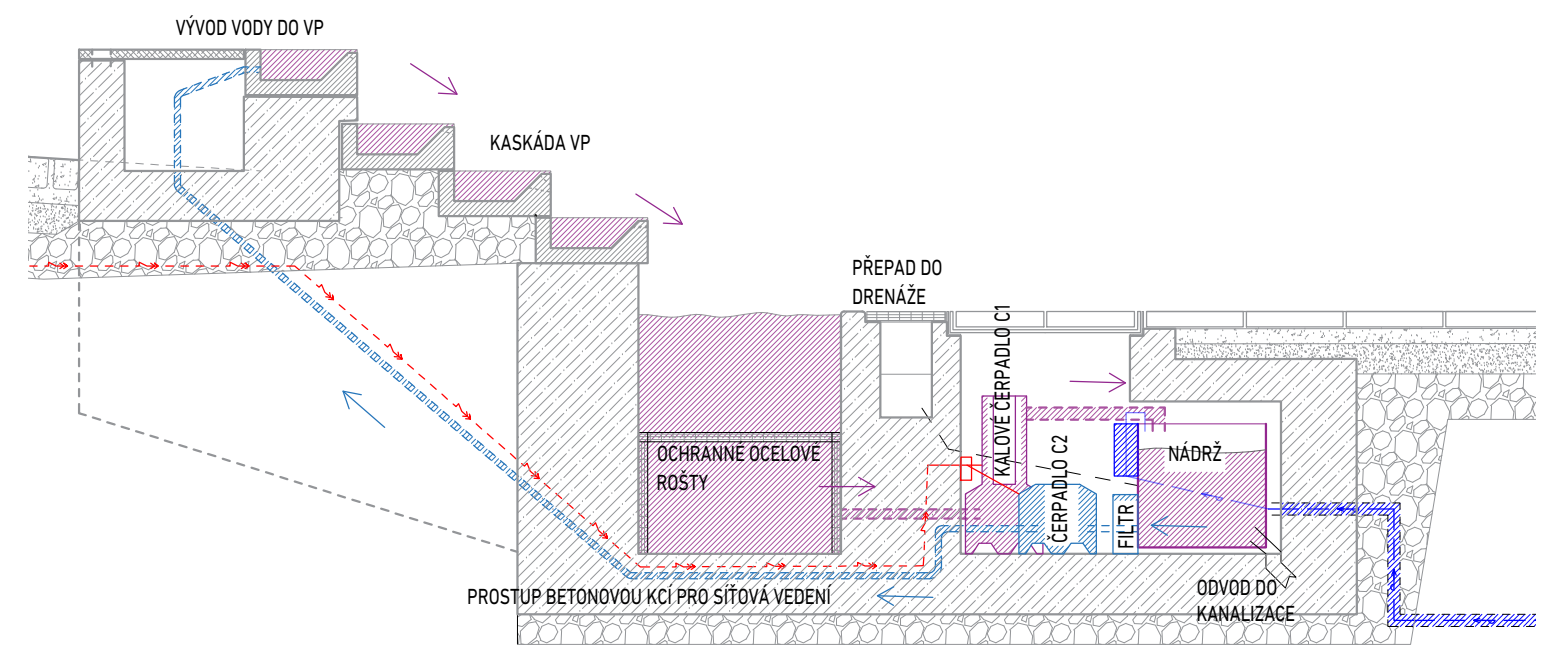 VÝVOD VODY DO VP
KASKÁDA VP
PŘEPAD DO
DRENÁŽE
KALOVÉ ČERPADLO C1
ČERPADLO C2
OCHRANNÉ OCELOVÉ
ROŠTY
NÁDRŽ
FILTR
PROSTUP BETONOVOU KCÍ PRO SÍŤOVÁ VEDENÍ
ODVOD DO
KANALIZACE